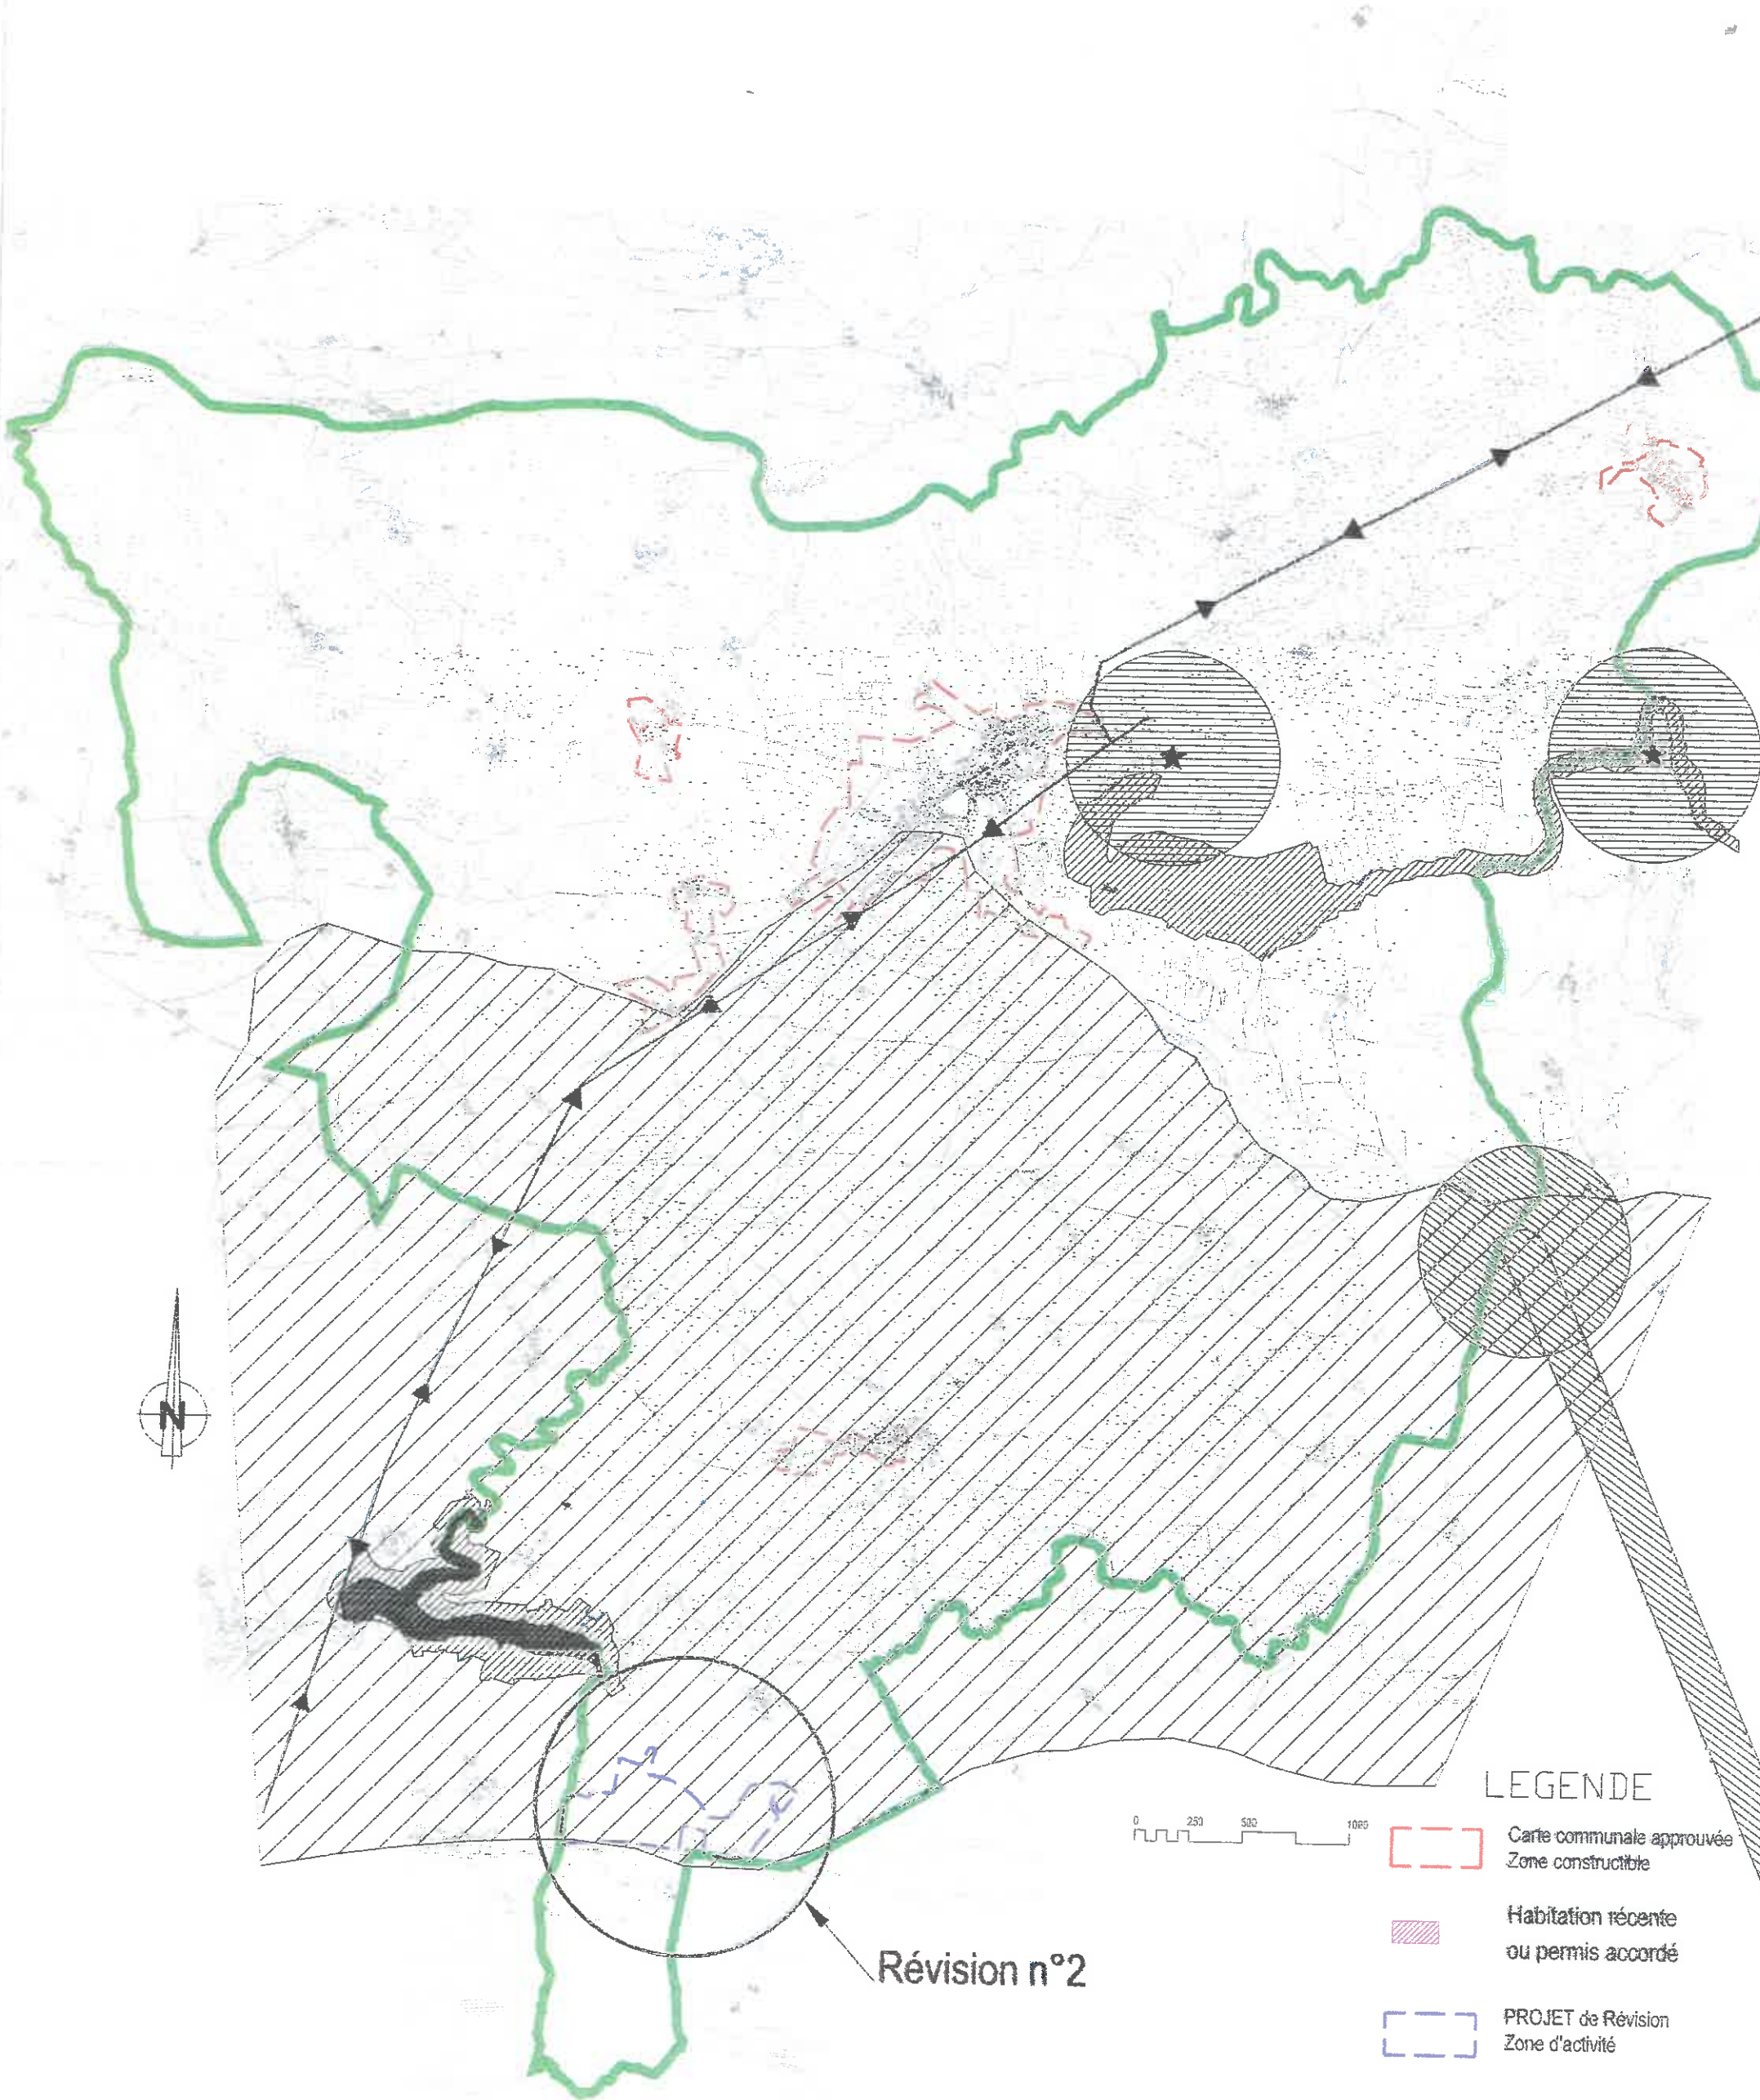 N
Révision n°2
0 250 500 1000
LEGENDE
Carte communale approuvée
Zone constructible
Habitation récente
ou permis accordé
PROJET de Révision
Zone d'activité